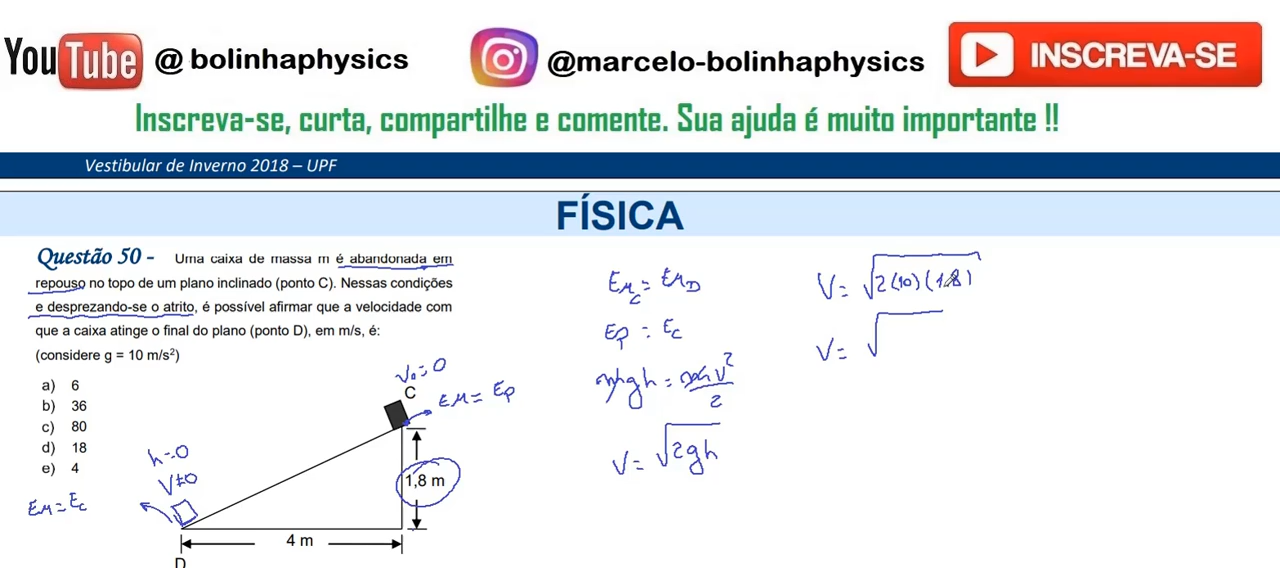 YouTube @ bolinhaphysics @marcelo-bolinhaphysics INSCREVA-SE
Inscreva-se, curta, compartilhe e comente. Sua ajuda é muito importante !!
Vestibular de Inverno 2018 – UPF
FÍSICA
Questão 50 - Uma caixa de massa m é abandonada em
repouso no topo de um plano inclinado (ponto C). Nessas condições
e desprezando-se o atrito, é possível afirmar que a velocidade com
que a caixa atinge o final do plano (ponto D), em m/s, é:
(considere g = 10 m/s²)
a) 6
b) 36
c) 80
d) 18
e) 4
V₀=0
C
EM = EP
h=0
V≠0
EM = Ec
1,8 m
4 m
D
EM_C = EM_D
EP = Ec
mgh = mv²/2
V = √2gh
V = √2(10)(1,8)
V = √